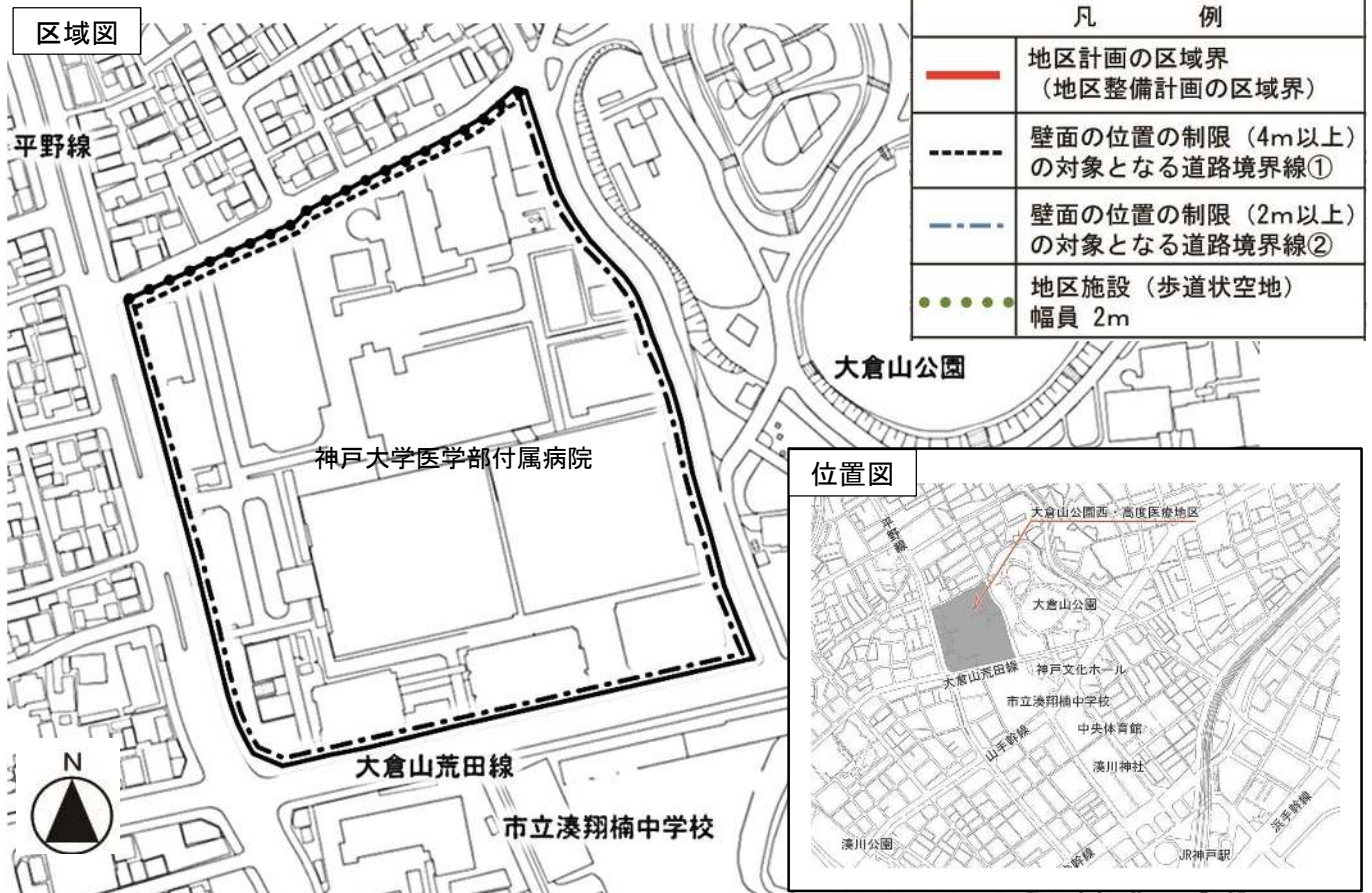 区域図
凡 例
地区計画の区域界
(地区整備計画の区域界)
壁面の位置の制限(4m以上)
の対象となる道路境界線①
壁面の位置の制限(2m以上)
の対象となる道路境界線②
地区施設(歩道状空地)
幅員 2m
平野線
大倉山公園
神戸大学医学部付属病院
大倉山荒田線
市立湊翔楠中学校
N
位置図
大倉山公園西・高度医療地区
平野線
大倉山公園
大倉山荒田線
神戸文化ホール
市立湊翔楠中学校
中央体育館
山手幹線
湊川神社
浜手幹線
湊川公園
幹線
JR神戸駅